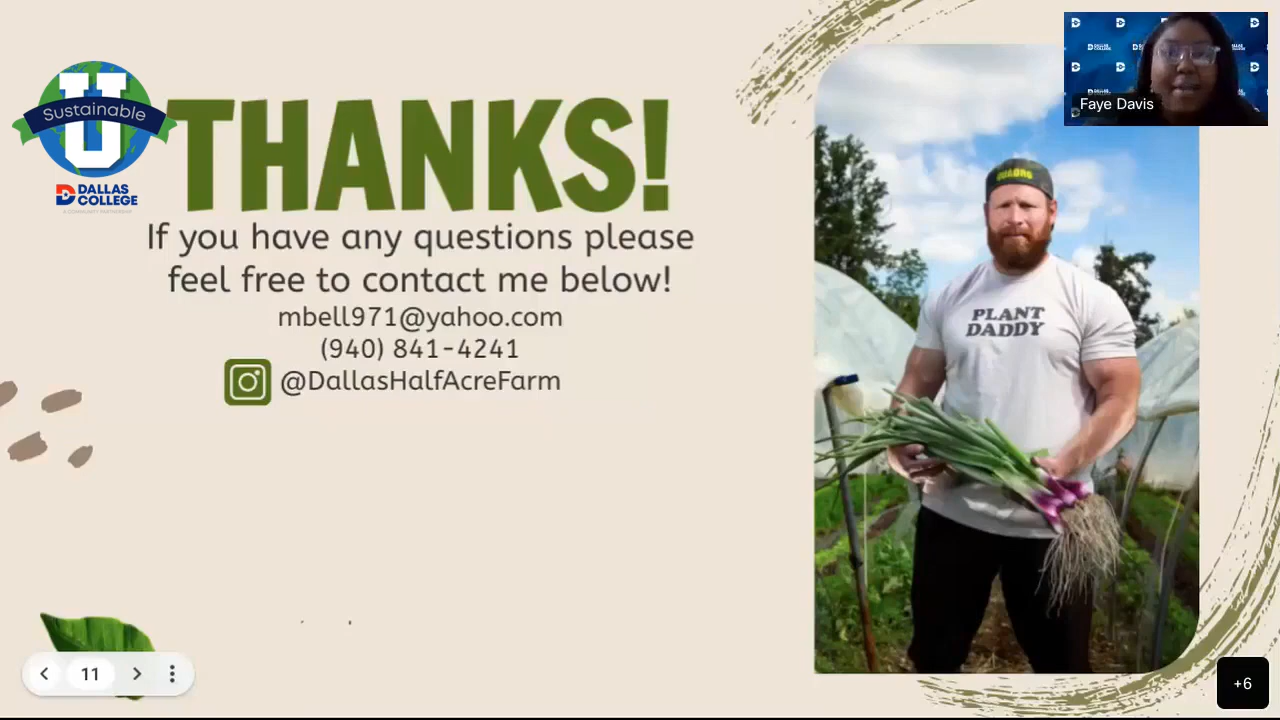 U
Sustainable
DALLAS
COLLEGE
THANKS!
If you have any questions please
feel free to contact me below!
mbell971@yahoo.com
(940) 841-4241
@DallasHalfAcreFarm
PLANT
DADDY
Faye Davis
11
+6